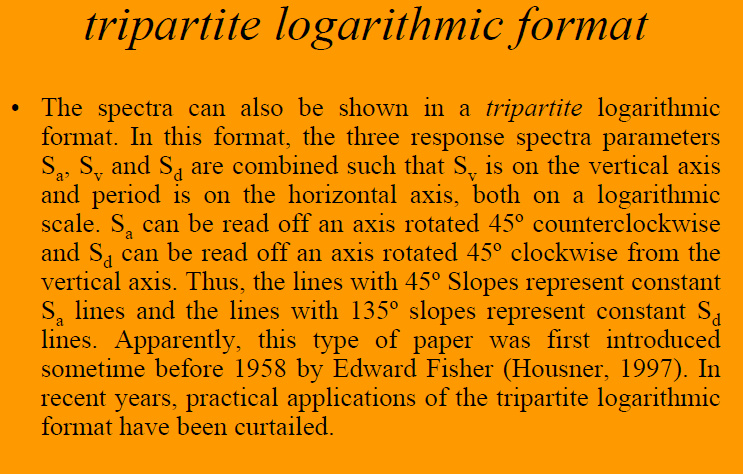 tripartite logarithmic format
• The spectra can also be shown in a tripartite logarithmic
format. In this format, the three response spectra parameters
Sa, Sv and Sd are combined such that Sv is on the vertical axis
and period is on the horizontal axis, both on a logarithmic
scale. Sa can be read off an axis rotated 45º counterclockwise
and Sd can be read off an axis rotated 45º clockwise from the
vertical axis. Thus, the lines with 45º Slopes represent constant
Sa lines and the lines with 135º slopes represent constant Sd
lines. Apparently, this type of paper was first introduced
sometime before 1958 by Edward Fisher (Housner, 1997). In
recent years, practical applications of the tripartite logarithmic
format have been curtailed.